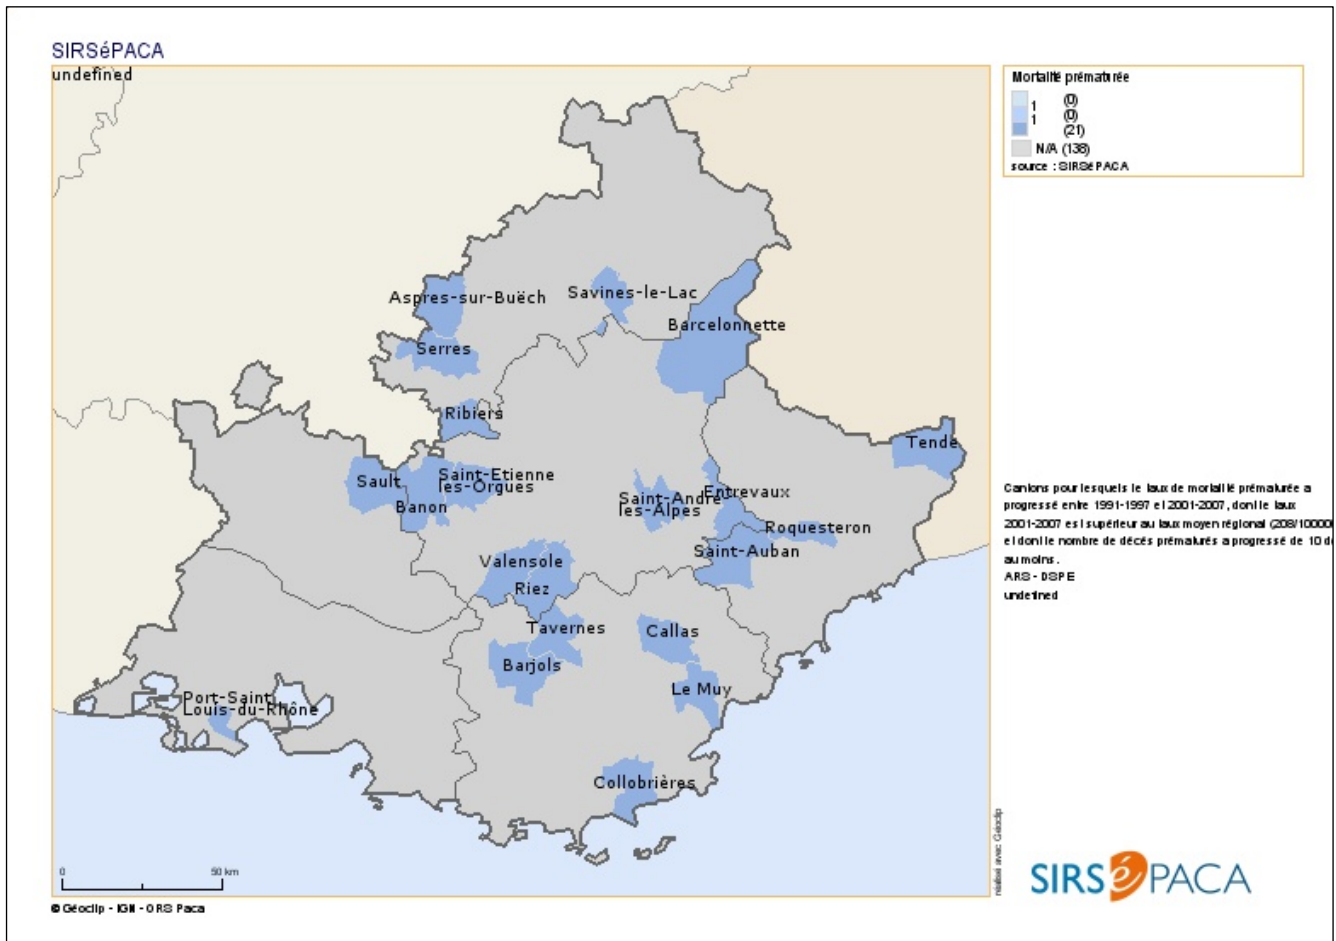 SIRSéPACA
undefined
Mortalité prématurée
1 (0)
1 (0)
(21)
N/A (138)
source : SIRSéPACA
Aspres-sur-Buëch
Savines-le-Lac
Barcelonnette
Serres
Ribiers
Tende
Sault
Saint-Etienne
les-Orgues
Banon
Saint-André
les-Alpes
Entrevaux
Roquesteron
Saint-Auban
Valensole
Riez
Tavernes
Callas
Barjols
Le Muy
Port-Saint
Louis-du-Rhône
Collobrières
Cantons pour lesquels le taux de mortalité prématurée a
progressé entre 1991-1997 et 2001-2007, dont le taux
2001-2007 est supérieur au taux moyen régional (208/10000
et dont le nombre de décés prématurés a progressé de 10 d
au moins.
ARS - DSPE
undefined
0 50 km
réalisé avec Géoclip
© Géoclip - IGN - ORS Paca
SIRSéPACA